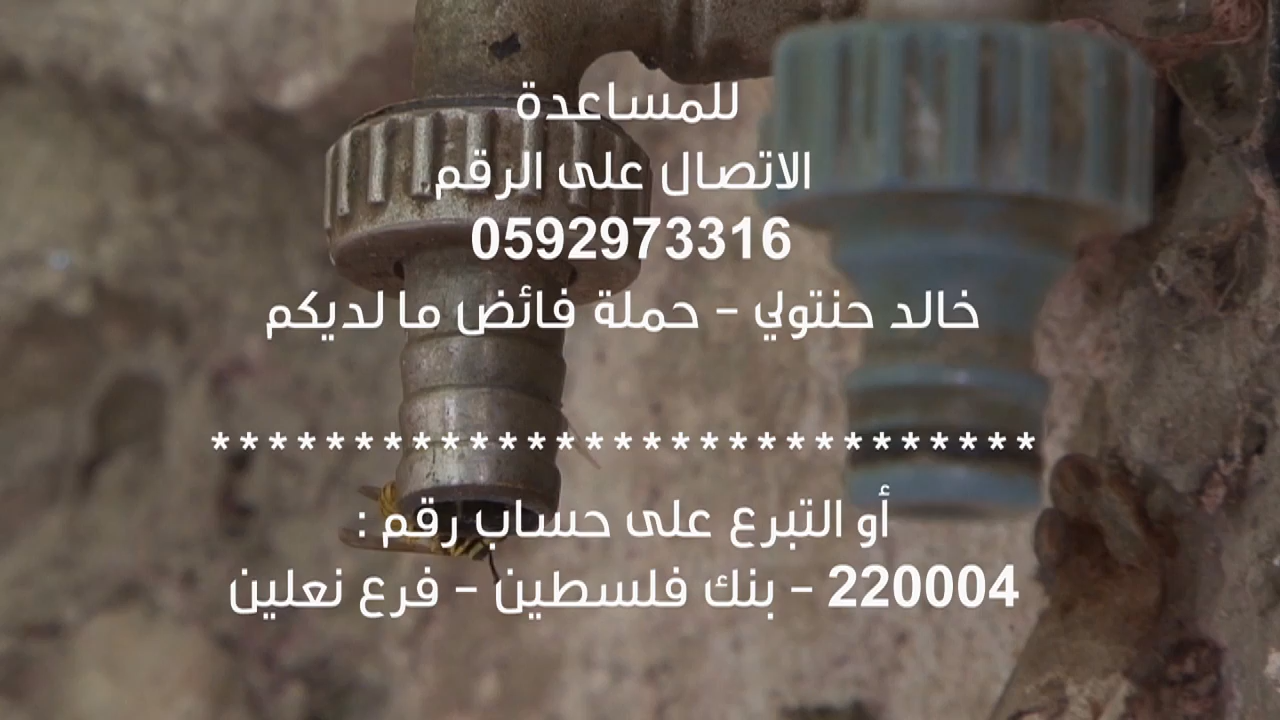 للمساعدة
الاتصال على الرقم
0592973316
خالد حنتولي - حملة فائض ما لديكم
*****************************
أو التبرع على حساب رقم :
220004 - بنك فلسطين - فرع نعلين